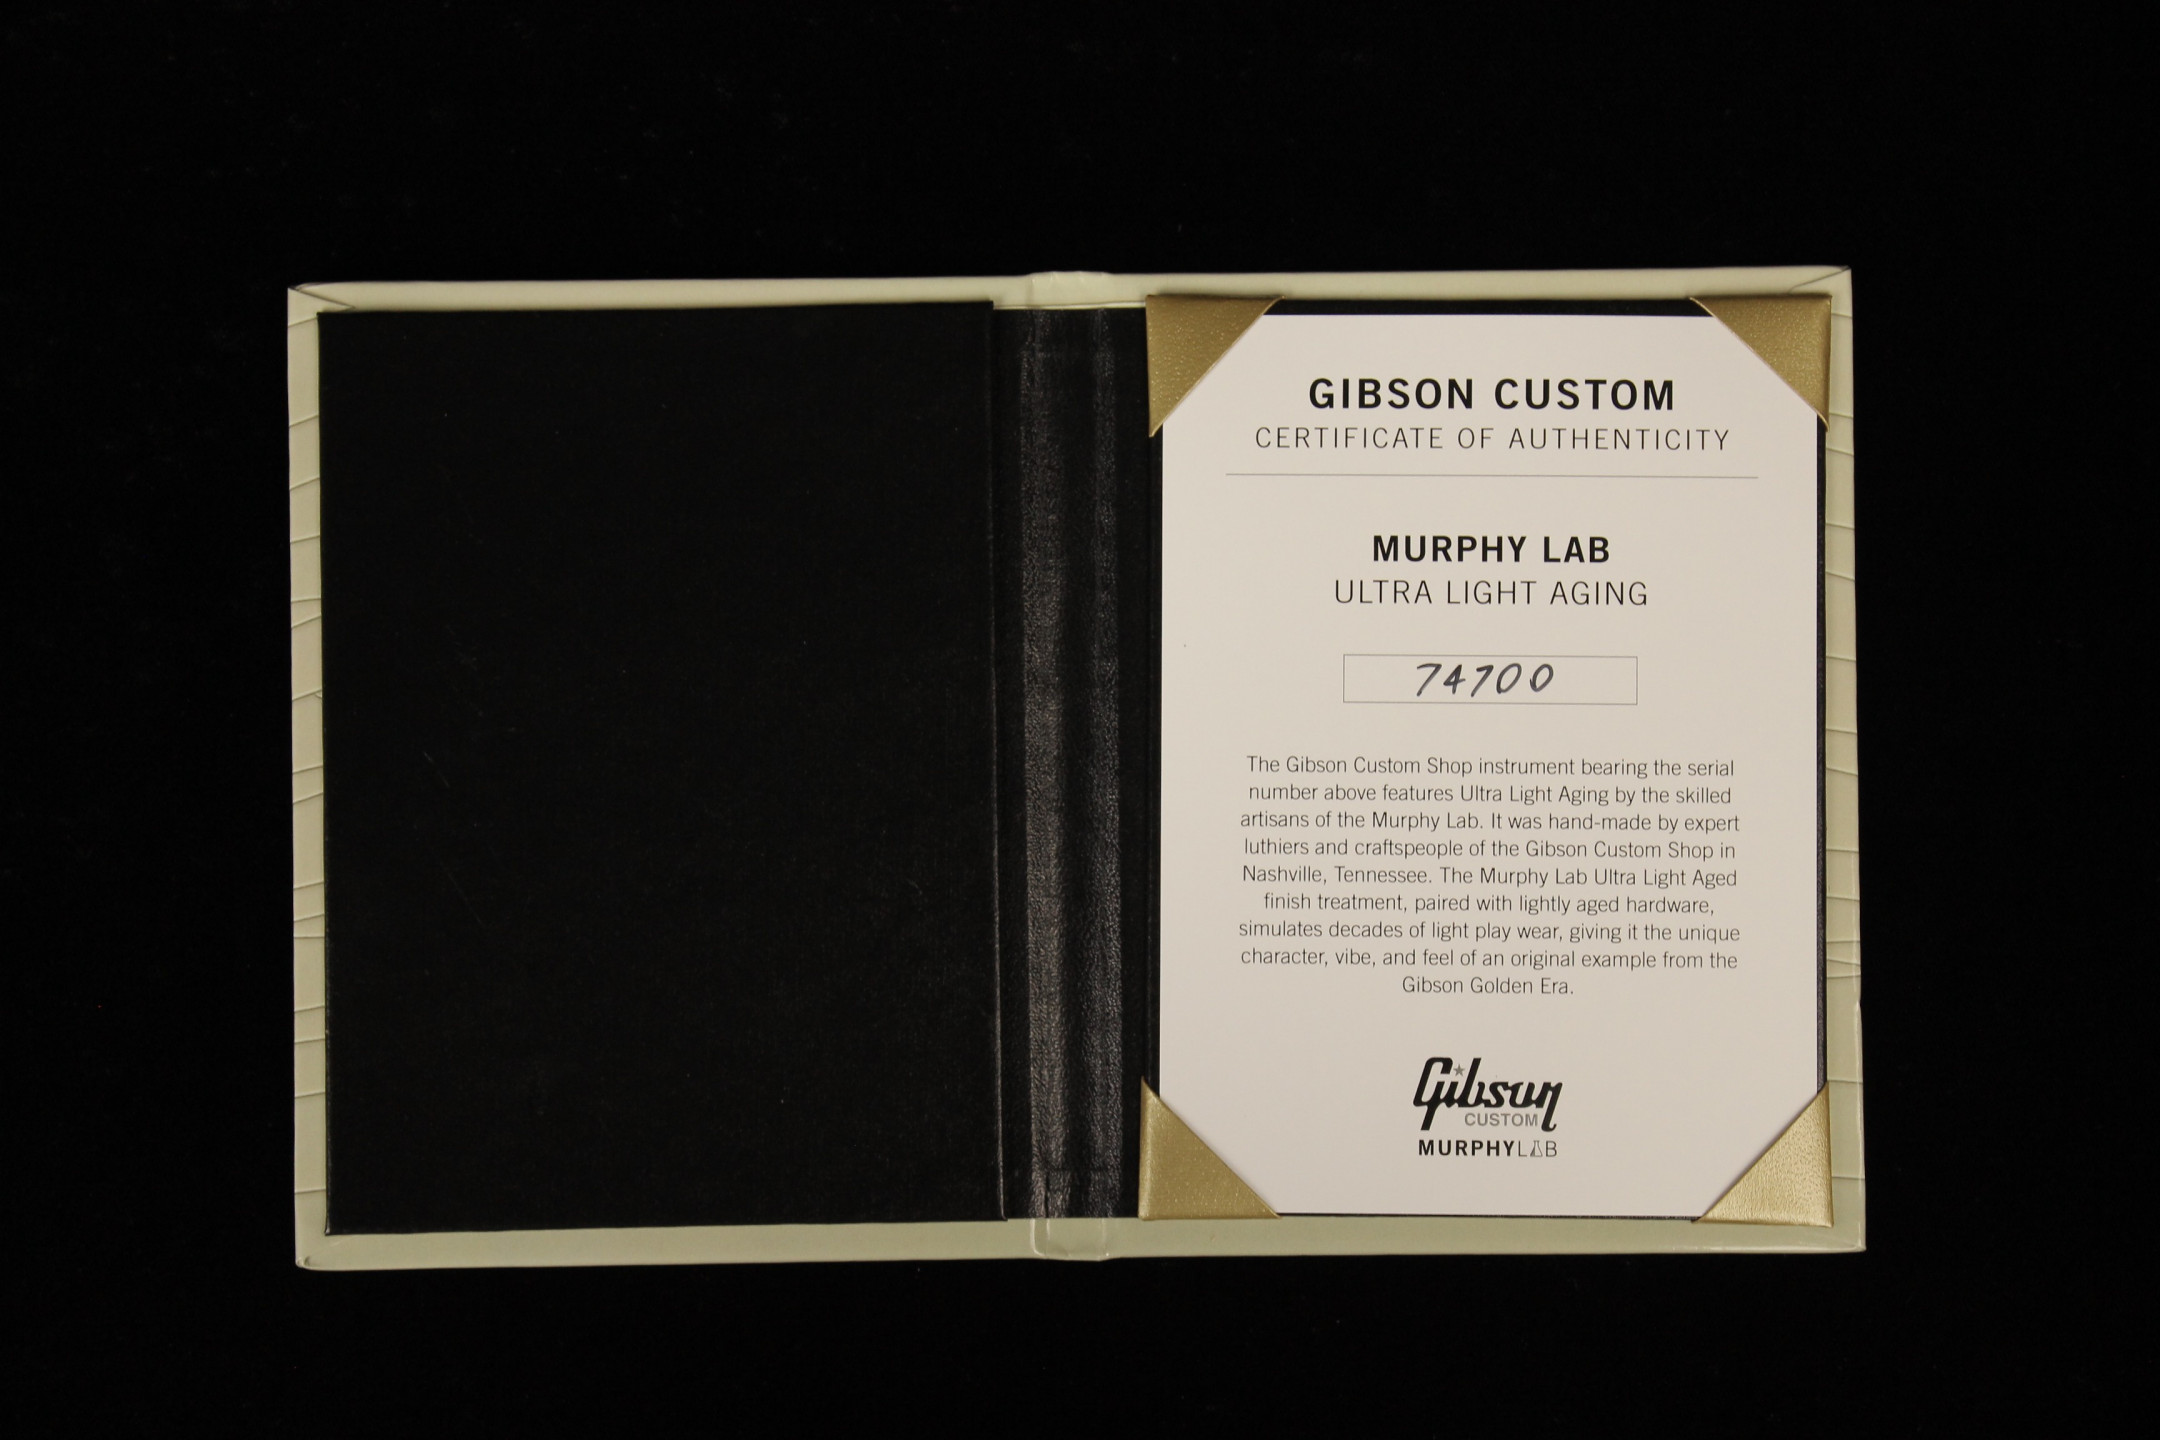 GIBSON CUSTOM
CERTIFICATE OF AUTHENTICITY
MURPHY LAB
ULTRA LIGHT AGING
74700
The Gibson Custom Shop instrument bearing the serial
number above features Ultra Light Aging by the skilled
artisans of the Murphy Lab. It was hand-made by expert
luthiers and craftspeople of the Gibson Custom Shop in
Nashville, Tennessee. The Murphy Lab Ultra Light Aged
finish treatment, paired with lightly aged hardware,
simulates decades of light play wear, giving it the unique
character, vibe, and feel of an original example from the
Gibson Golden Era.
Gibson
CUSTOM
MURPHYLAB